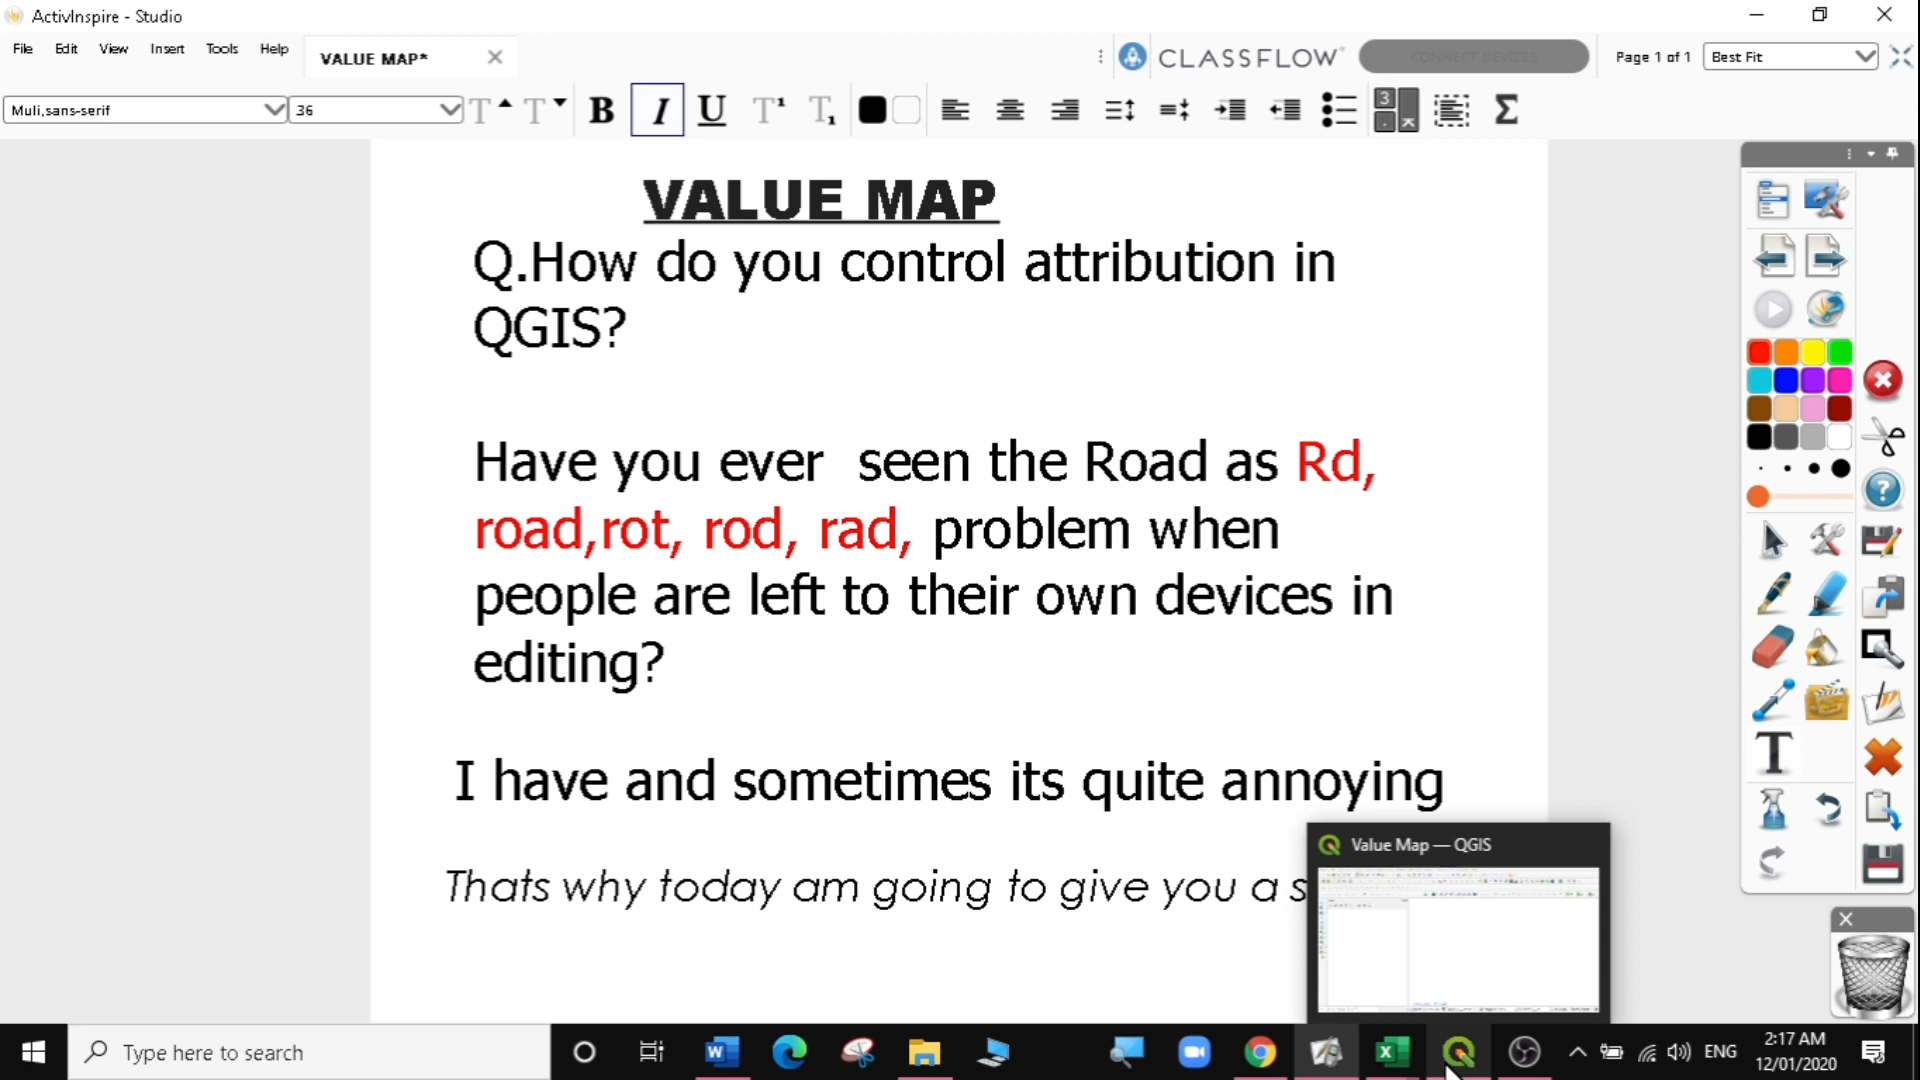 ActivInspire - Studio
File Edit View Insert Tools Help
VALUE MAP*
CLASSFLOW
CONNECT DEVICES
Page 1 of 1
Best Fit
Muli,sans-serif
36
VALUE MAP
Q.How do you control attribution in
QGIS?
Have you ever seen the Road as Rd,
road,rot, rod, rad, problem when
people are left to their own devices in
editing?
I have and sometimes its quite annoying
Thats why today am going to give you a s
Value Map — QGIS
Type here to search
ENG
2:17 AM
12/01/2020